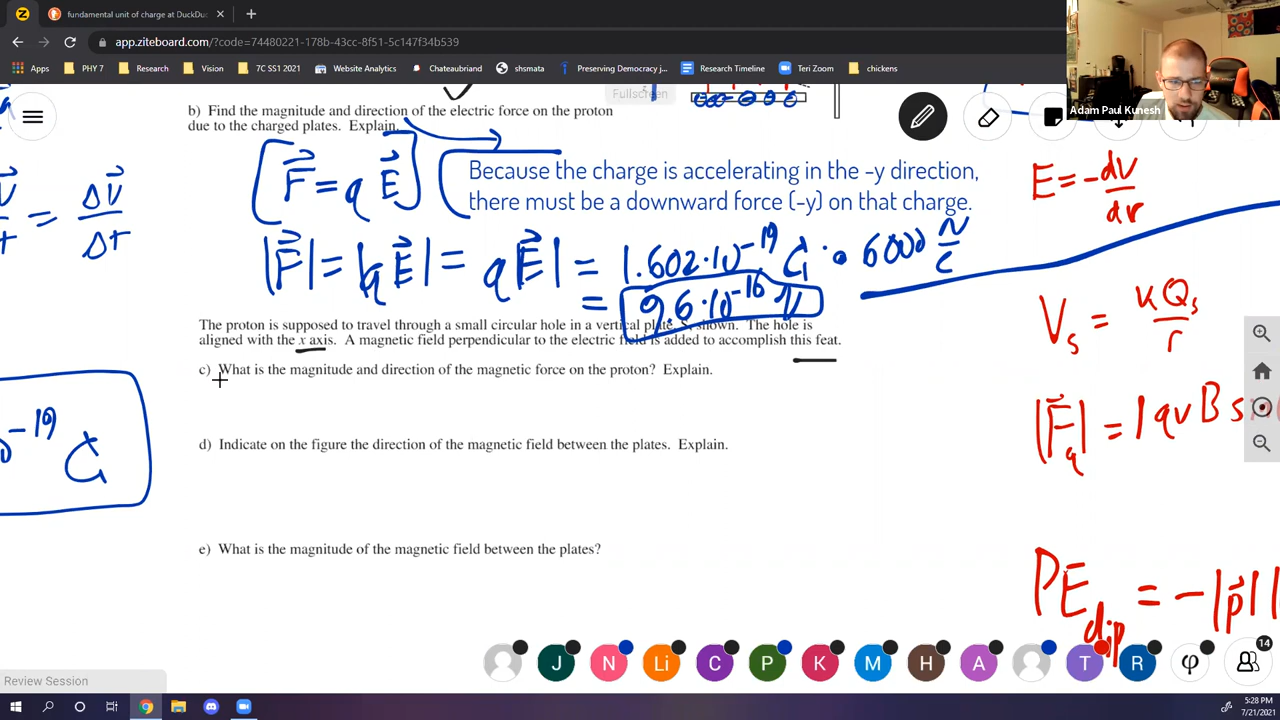 fundamental unit of charge at DuckDu
app.ziteboard.com/?code=74480221-178b-43cc-8f51-5c147f34b539
Apps PHY 7 Research Vision 7C SS1 2021 Website Analytics Chateaubriand shsmata Preserving Democracy j... Research Timeline Teri Zoom chickens
Fullscreen
Adam Paul Kunesh
b) Find the magnitude and direction of the electric force on the proton
due to the charged plates. Explain.
F = q E
Because the charge is accelerating in the -y direction,
there must be a downward force (-y) on that charge.
ΔV
= Δt
|F| = |qE| = q|E| = 1.602·10^-19 C · 6000 N/C
= 9.6·10^-16 N
E = -dV/dr
The proton is supposed to travel through a small circular hole in a vertical plate, S, shown. The hole is
aligned with the x axis. A magnetic field perpendicular to the electric field is added to accomplish this feat.
c) What is the magnitude and direction of the magnetic force on the proton? Explain.
d) Indicate on the figure the direction of the magnetic field between the plates. Explain.
e) What is the magnitude of the magnetic field between the plates?
-19 C
Vs = kQs/r
|Fq| = |qvB s
PEdip = -|p||
J N Li C P K M H A T R φ
14
Review Session
5:28 PM
7/21/2021